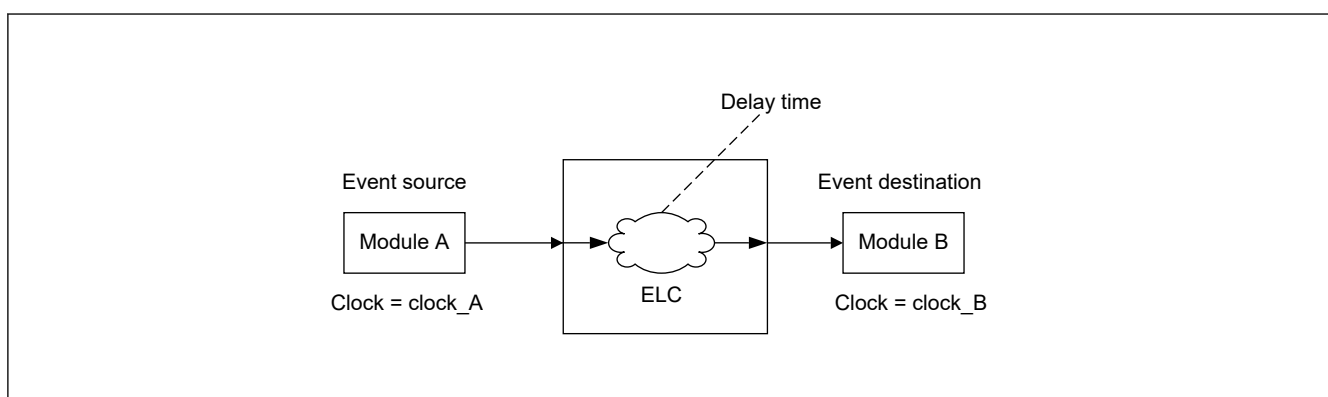 Delay time
Event source
Event destination
Module A
Module B
ELC
Clock = clock_A
Clock = clock_B